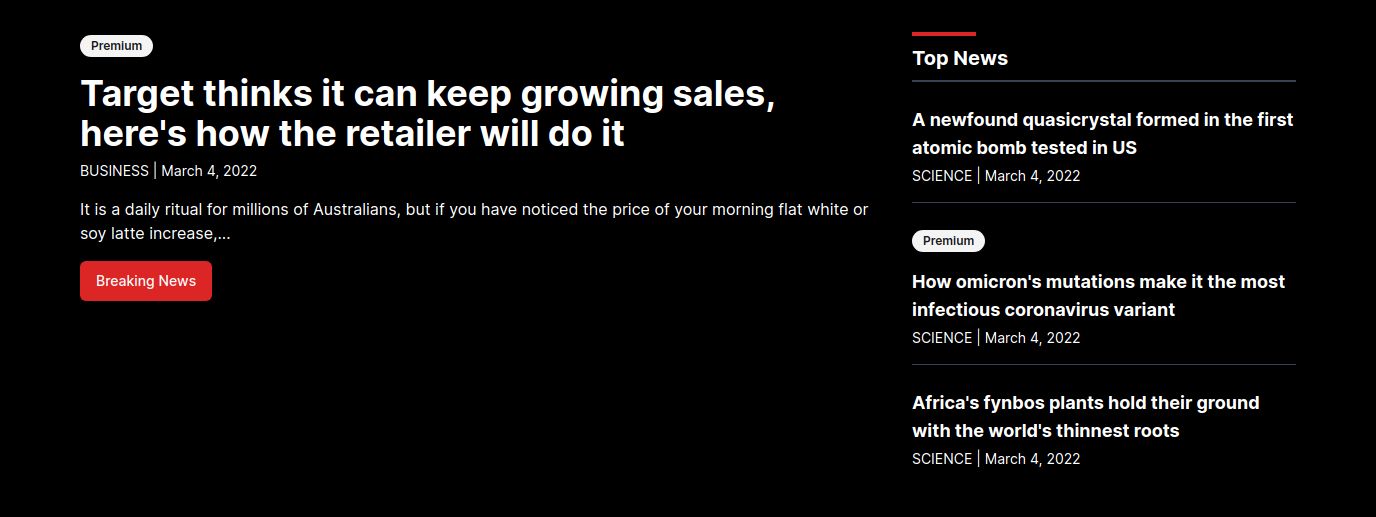 Premium
Target thinks it can keep growing sales,
here's how the retailer will do it
BUSINESS | March 4, 2022
It is a daily ritual for millions of Australians, but if you have noticed the price of your morning flat white or
soy latte increase,...
Breaking News
Top News
A newfound quasicrystal formed in the first
atomic bomb tested in US
SCIENCE | March 4, 2022
Premium
How omicron's mutations make it the most
infectious coronavirus variant
SCIENCE | March 4, 2022
Africa's fynbos plants hold their ground
with the world's thinnest roots
SCIENCE | March 4, 2022